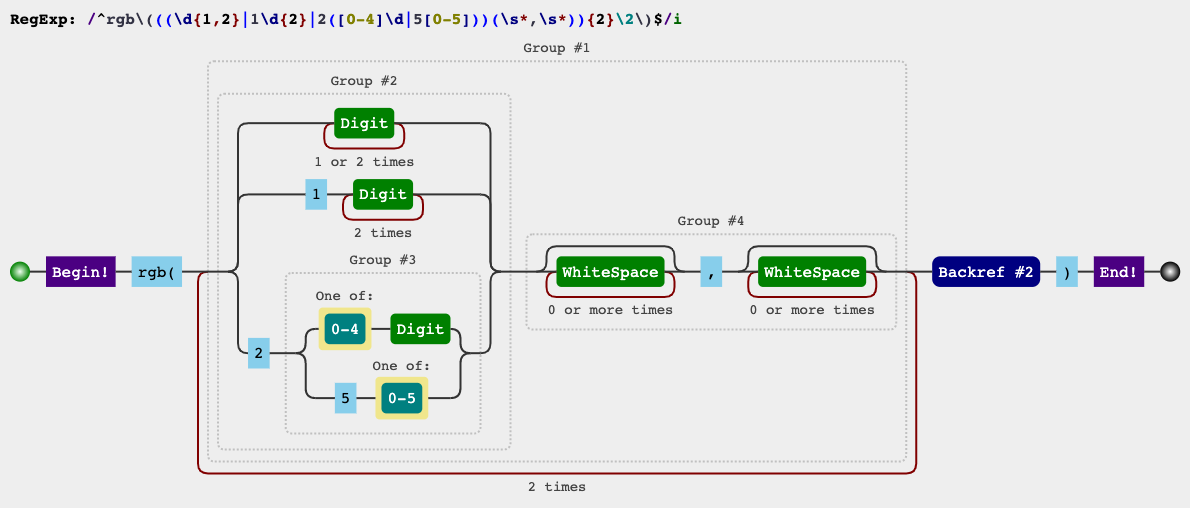 RegExp: /^rgb\(((\d{1,2}|1\d{2}|2([0-4]\d|5[0-5]))(\s*,\s*)){2}\2\)$/i
Group #1
Group #2
Digit
1 or 2 times
1 Digit
2 times
Group #4
Group #3
Begin! rgb( WhiteSpace , WhiteSpace Backref #2 ) End!
One of:
0 or more times 0 or more times
0-4 Digit
2
One of:
5 0-5
2 times